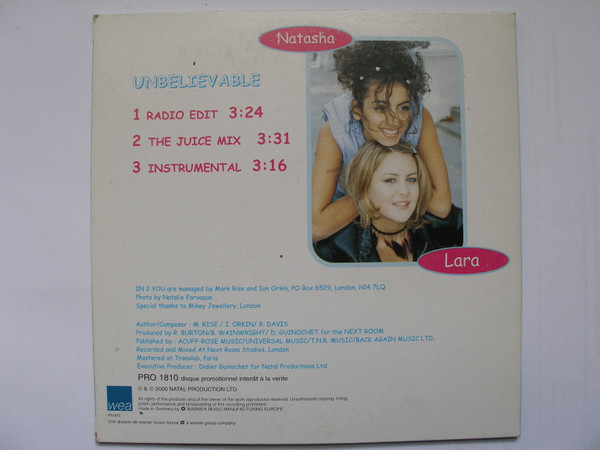 Natasha
UNBELIEVABLE
1 RADIO EDIT 3:24
2 THE JUICE MIX 3:31
3 INSTRUMENTAL 3:16
Lara
IN 2 YOU are managed by Mark Rise and Ian Orkin, PO Box 6529, London, N14 7LQ
Photo by Natalie Farvaque
Special thanks to Mikey Jewellery, London
Author/Composer : M. RISE / I. ORKIN/ R. DAVIS
Produced by R. BURTON/B. WAINWRIGHT/ D. GUINOCHET for the NEXT ROOM
Published by : ACUFF-ROSE MUSIC/UNIVERSAL MUSIC/T.N.R. MUSIC/BACK AGAIN MUSIC LTD.
Recorded and Mixed At Next Room Studios, London
Mastered at Translab, Paris
Executive Producer : Didier Guinochet for Natal Productions Ltd
PRO 1810 disque promotionnel interdit à la vente
℗ & © 2000 NATAL PRODUCTION LTD.
All rights of the producer and of the owner of the work reproduced reserved. Unauthorized copying, hiring,
public performance and broadcasting of this recording prohibited.
made in Germany by WARNER MUSIC MANUFACTURING EUROPE.
wea
music
Une division de warner music france a warner group company